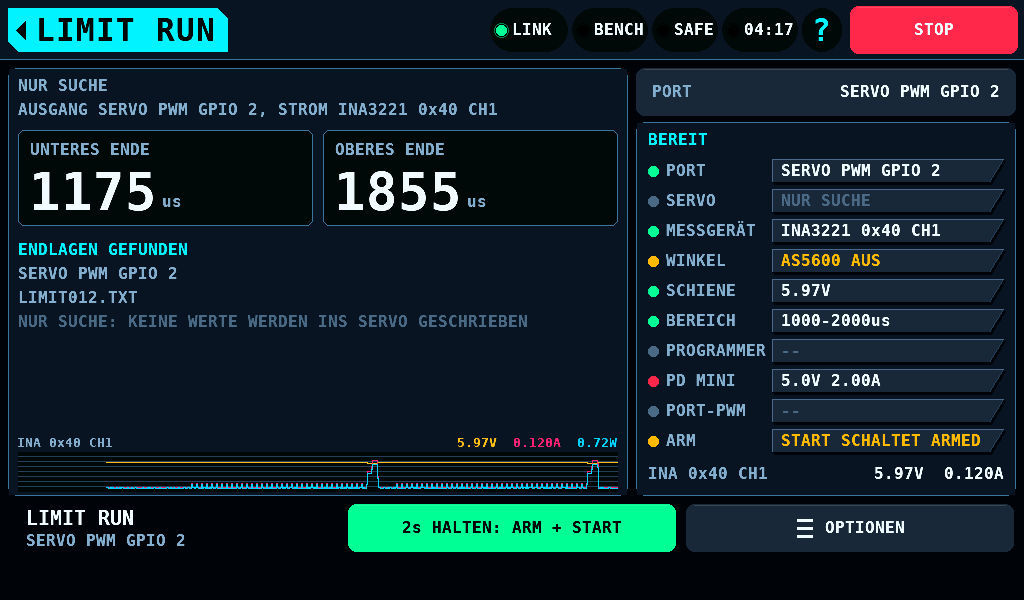 LIMIT RUN
LINK
BENCH
SAFE
04:17
?
STOP
NUR SUCHE
AUSGANG SERVO PWM GPIO 2, STROM INA3221 0x40 CH1
UNTERES ENDE
1175 us
OBERES ENDE
1855 us
ENDLAGEN GEFUNDEN
SERVO PWM GPIO 2
LIMIT012.TXT
NUR SUCHE: KEINE WERTE WERDEN INS SERVO GESCHRIEBEN
INA 0x40 CH1 5.97V 0.120A 0.72W
PORT SERVO PWM GPIO 2
BEREIT
PORT SERVO PWM GPIO 2
SERVO NUR SUCHE
MESSGERÄT INA3221 0x40 CH1
WINKEL AS5600 AUS
SCHIENE 5.97V
BEREICH 1000-2000us
PROGRAMMER --
PD MINI 5.0V 2.00A
PORT-PWM --
ARM START SCHALTET ARMED
INA 0x40 CH1 5.97V 0.120A
LIMIT RUN
SERVO PWM GPIO 2
2s HALTEN: ARM + START
OPTIONEN